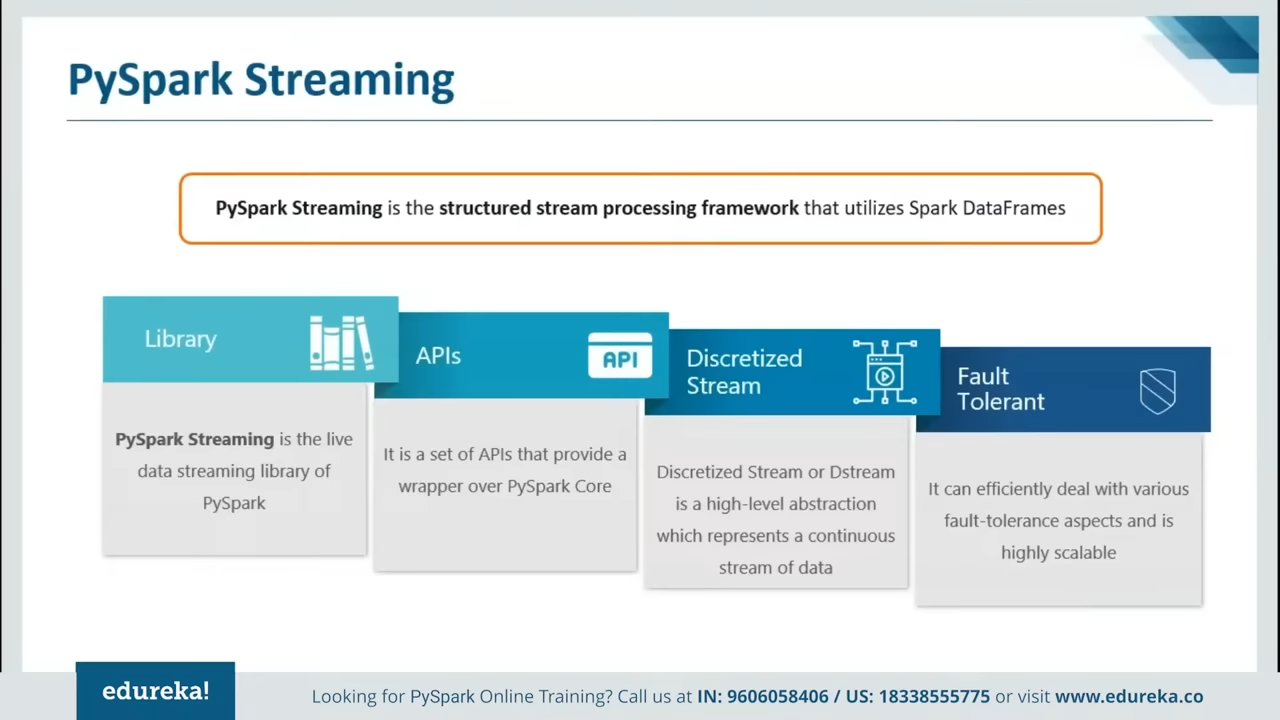 PySpark Streaming
PySpark Streaming is the structured stream processing framework that utilizes Spark DataFrames
Library
PySpark Streaming is the live
data streaming library of
PySpark
APIs
API
It is a set of APIs that provide a
wrapper over PySpark Core
Discretized
Stream
Discretized Stream or Dstream
is a high-level abstraction
which represents a continuous
stream of data
Fault
Tolerant
It can efficiently deal with various
fault-tolerance aspects and is
highly scalable
edureka!
Looking for PySpark Online Training? Call us at IN: 9606058406 / US: 18338555775 or visit www.edureka.co